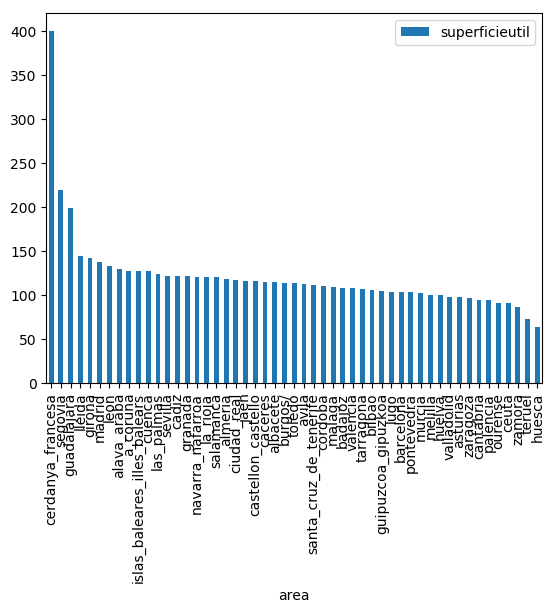 superficieutil
400
350
300
250
200
150
100
50
0
cerdanya_francesa
segovia
guadalajara
lleida
girona
madrid
leon
alava_araba
a_coruna
islas_baleares_illes_balears
cuenca
las_palmas
sevilla
cadiz
granada
navarra_nafarroa
la_rioja
salamanca
almeria
ciudad_real
jaen
castellon_castello
caceres
albacete
burgos/
toledo
avila
santa_cruz_de_tenerife
cordoba
malaga
badajoz
valencia
tarragona
bilbao
guipuzcoa_gipuzkoa
lugo
barcelona
pontevedra
murcia
melilla
huelva
valladolid
asturias
zaragoza
cantabria
palencia
ourense
ceuta
zamora
teruel
huesca
area